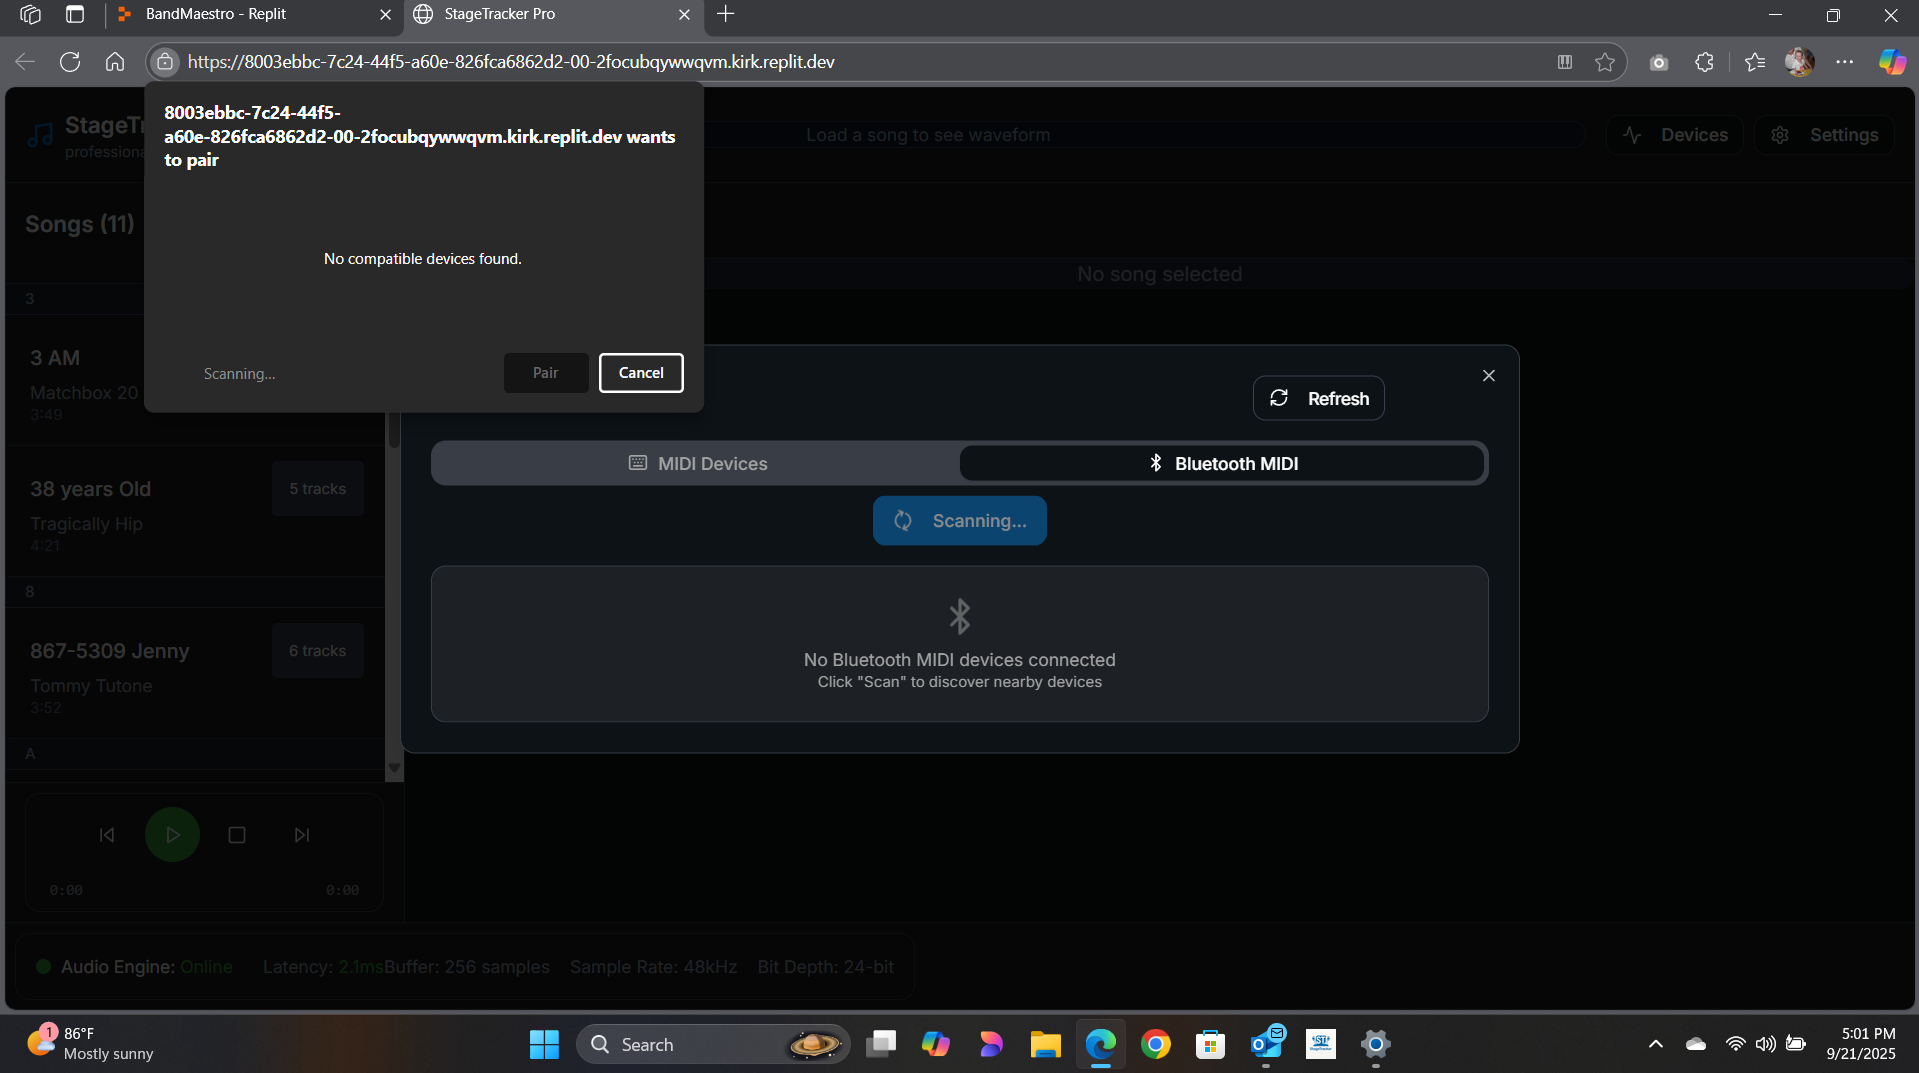 BandMaestro - Replit
StageTracker Pro
https://8003ebbc-7c24-44f5-a60e-826fca6862d2-00-2focubqywwqvm.kirk.replit.dev
8003ebbc-7c24-44f5-
a60e-826fca6862d2-00-2focubqywwqvm.kirk.replit.dev wants
to pair
No compatible devices found.
Scanning...
Pair
Cancel
StageTr
professiona
Load a song to see waveform
Devices
Settings
Songs (11)
No song selected
3
3 AM
Matchbox 20
3:49
38 years Old
5 tracks
Tragically Hip
4:21
8
867-5309 Jenny
6 tracks
Tommy Tutone
3:52
A
Refresh
MIDI Devices
Bluetooth MIDI
Scanning...
No Bluetooth MIDI devices connected
Click "Scan" to discover nearby devices
0:00
0:00
Audio Engine: Online
Latency: 2.1msBuffer: 256 samples
Sample Rate: 48kHz
Bit Depth: 24-bit
1
86°F
Mostly sunny
Search
5:01 PM
9/21/2025